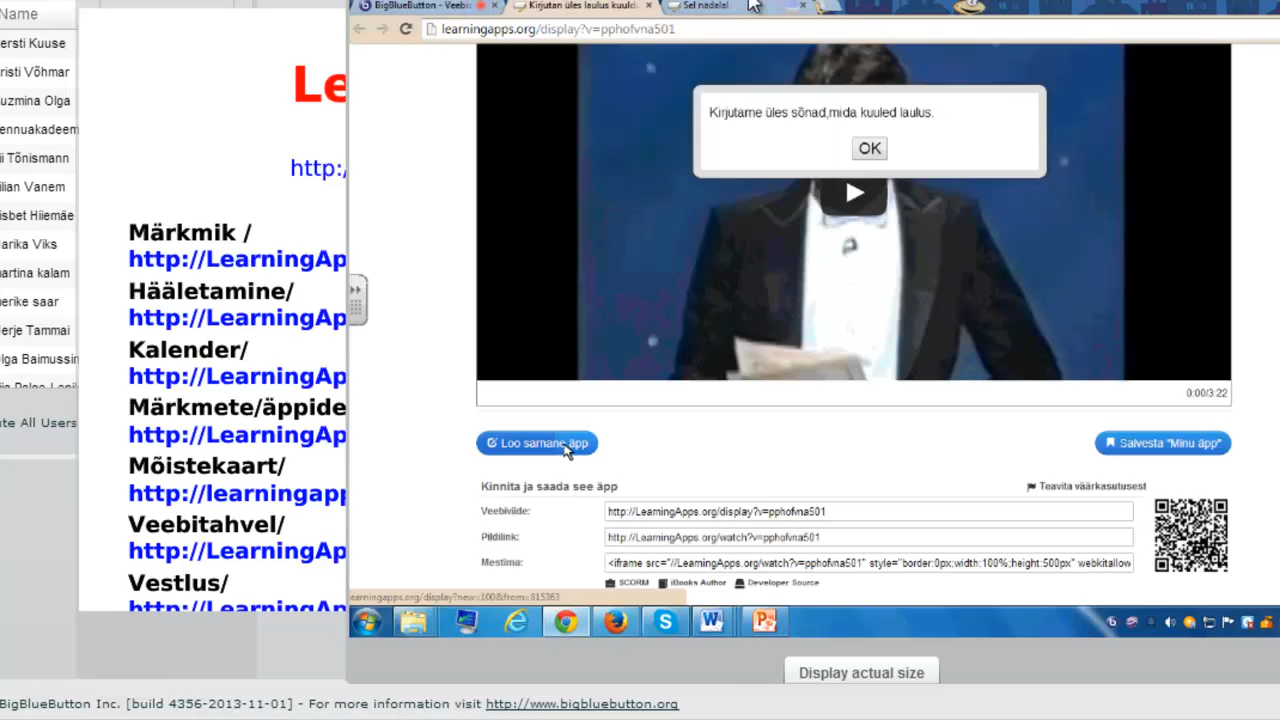 Name
ersti Kuuse
risti Võhmar
uzmina Olga
ennuakadeem
ii Tõnismann
ilian Vanem
isbet Hiiemäe
arika Viks
artina kalam
erike saar
erje Tammai
lga Baimussin
ute All Users
Le
http:/
Märkmik /
http://LearningAp
Hääletamine/
http://LearningAp
Kalender/
http://LearningAp
Märkmete/äppide
http://LearningAp
Mõistekaart/
http://learningapp
Veebitahvel/
http://LearningAp
Vestlus/
http://LearningAp
BigBlueButton - Veebis
Kirjutan üles laulus kuuld
Sel nädalal
learningapps.org/display?v=pphofvna501
Kirjutame üles sõnad,mida kuuled laulus.
OK
0:00/3:22
Loo sarnane äpp
Salvesta "Minu äpp"
Kinnita ja saada see äpp
Teavita väärkasutusest
Veebiviide:
http://LearningApps.org/display?v=pphofvna501
Pildilink:
http://LearningApps.org/watch?v=pphofvna501
Mestima:
<iframe src="//LearningApps.org/watch?v=pphofvna501" style="border:0px;width:100%;height:500px" webkitallow
SCORM iBooks Author Developer Source
earningapps.org/display?new=100&from=815363
Display actual size
BigBlueButton Inc. [build 4356-2013-11-01] - For more information visit http://www.bigbluebutton.org